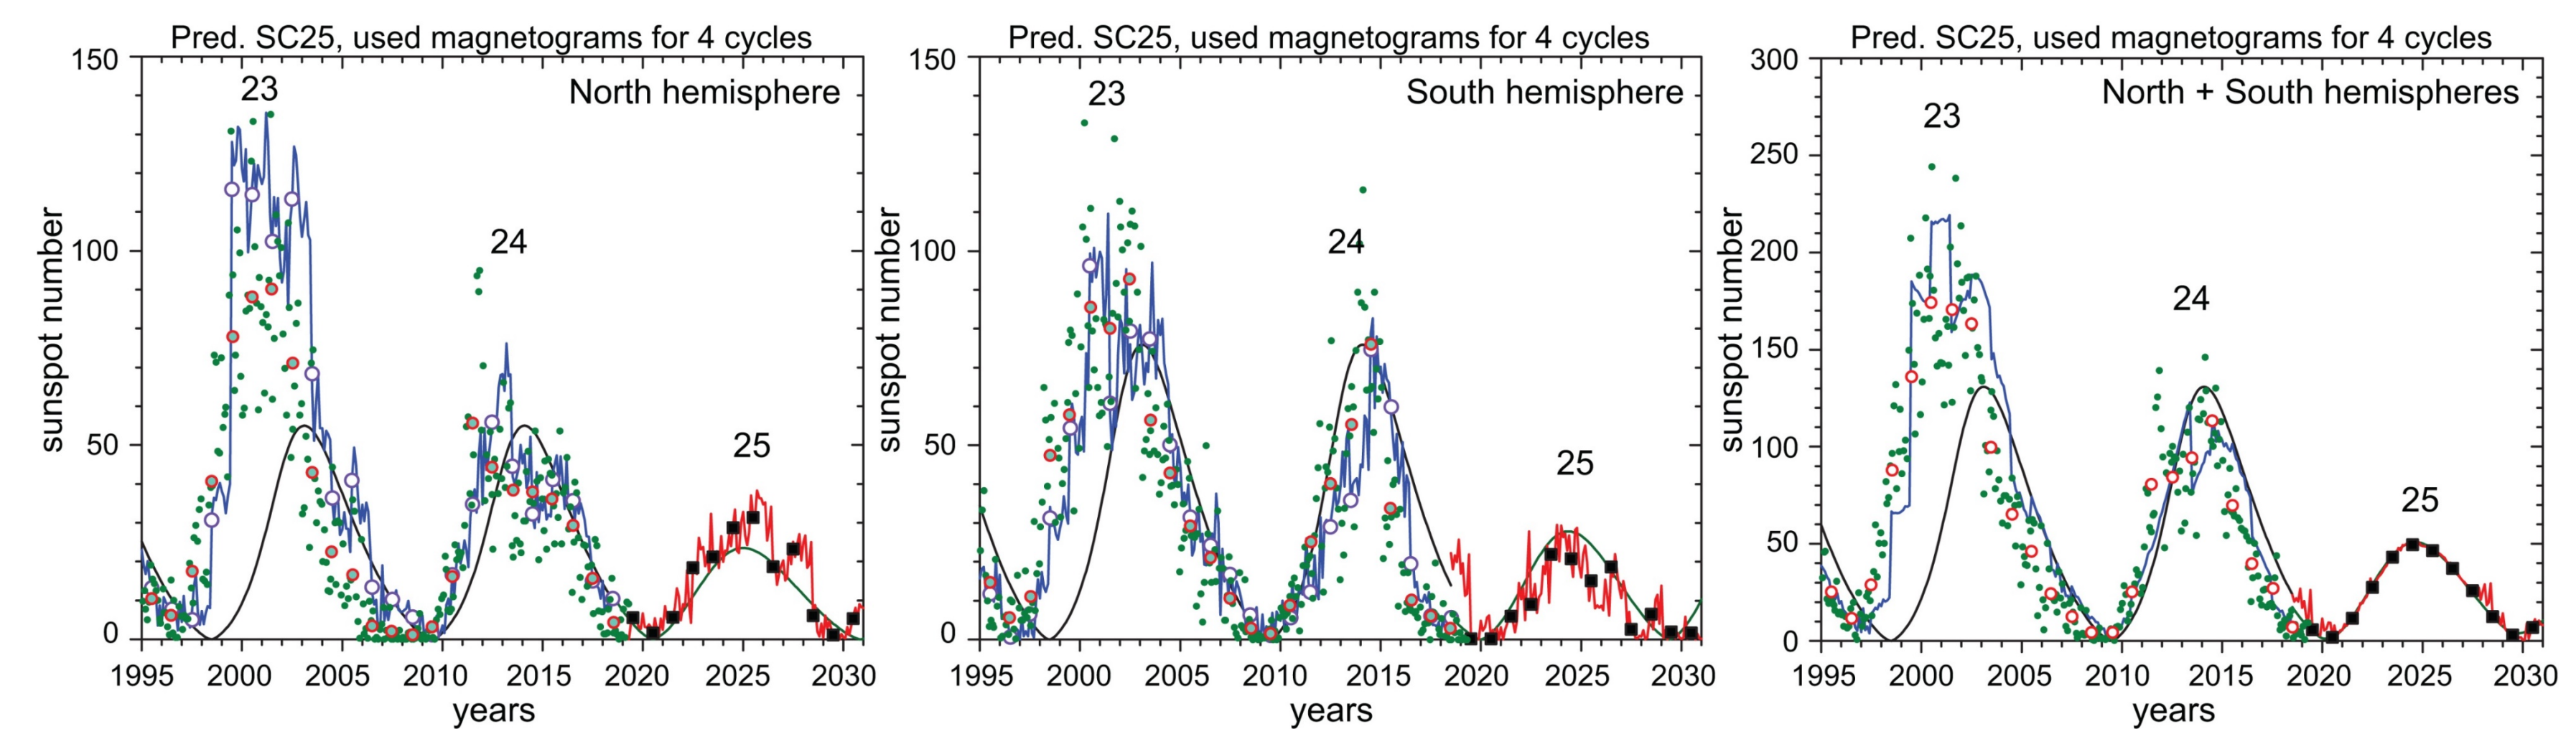 Pred. SC25, used magnetograms for 4 cycles
North hemisphere
23
24
25
150
100
50
0
sunspot number
1995 2000 2005 2010 2015 2020 2025 2030
years
Pred. SC25, used magnetograms for 4 cycles
South hemisphere
23
24
25
150
100
50
0
sunspot number
1995 2000 2005 2010 2015 2020 2025 2030
years
Pred. SC25, used magnetograms for 4 cycles
North + South hemispheres
23
24
25
300
250
200
150
100
50
0
sunspot number
1995 2000 2005 2010 2015 2020 2025 2030
years